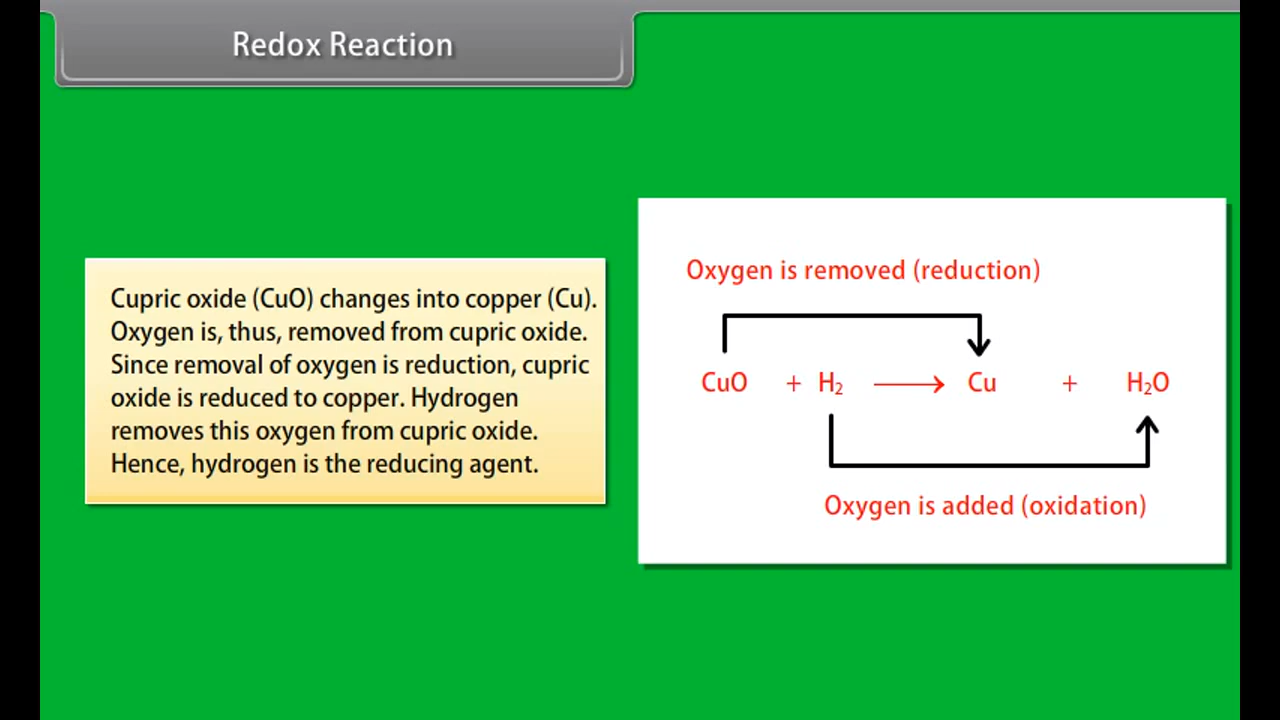 Redox Reaction
Cupric oxide (CuO) changes into copper (Cu).
Oxygen is, thus, removed from cupric oxide.
Since removal of oxygen is reduction, cupric
oxide is reduced to copper. Hydrogen
removes this oxygen from cupric oxide.
Hence, hydrogen is the reducing agent.
Oxygen is removed (reduction)
CuO + H₂ ⟶ Cu + H₂O
Oxygen is added (oxidation)